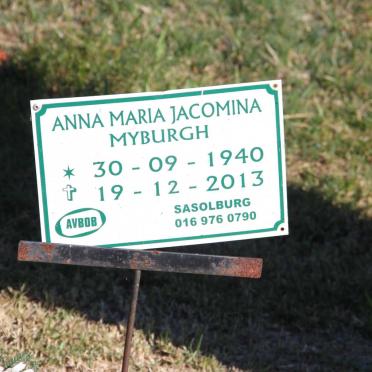 ANNA MARIA JACOMINA
MYBURGH
30 - 09 - 1940
19 - 12 - 2013
AVBOB
SASOLBURG
016 976 0790